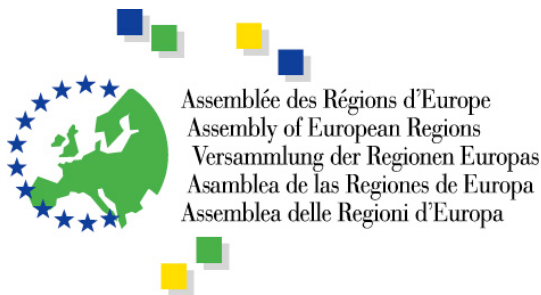 Assemblée des Régions d'Europe
Assembly of European Regions
Versammlung der Regionen Europas
Asamblea de las Regiones de Europa
Assemblea delle Regioni d'Europa